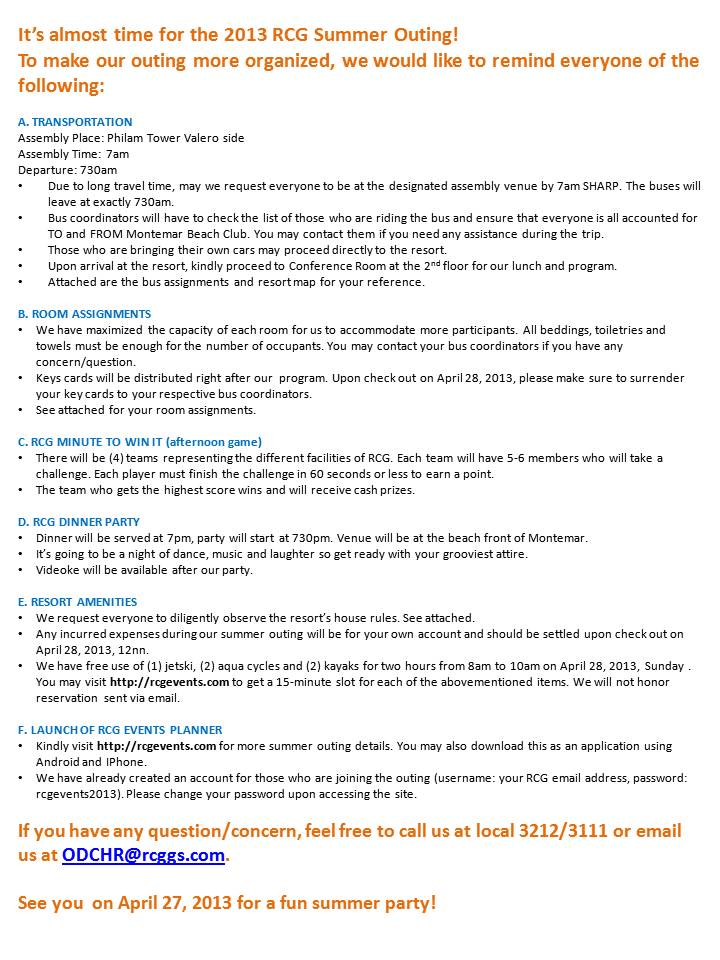 It's almost time for the 2013 RCG Summer Outing!
To make our outing more organized, we would like to remind everyone of the
following:
A. TRANSPORTATION
Assembly Place: Philam Tower Valero side
Assembly Time: 7am
Departure: 730am
• Due to long travel time, may we request everyone to be at the designated assembly venue by 7am SHARP. The buses will
leave at exactly 730am.
• Bus coordinators will have to check the list of those who are riding the bus and ensure that everyone is all accounted for
TO and FROM Montemar Beach Club. You may contact them if you need any assistance during the trip.
• Those who are bringing their own cars may proceed directly to the resort.
• Upon arrival at the resort, kindly proceed to Conference Room at the 2nd floor for our lunch and program.
• Attached are the bus assignments and resort map for your reference.
B. ROOM ASSIGNMENTS
• We have maximized the capacity of each room for us to accommodate more participants. All beddings, toiletries and
towels must be enough for the number of occupants. You may contact your bus coordinators if you have any
concern/question.
• Keys cards will be distributed right after our program. Upon check out on April 28, 2013, please make sure to surrender
your key cards to your respective bus coordinators.
• See attached for your room assignments.
C. RCG MINUTE TO WIN IT (afternoon game)
• There will be (4) teams representing the different facilities of RCG. Each team will have 5-6 members who will take a
challenge. Each player must finish the challenge in 60 seconds or less to earn a point.
• The team who gets the highest score wins and will receive cash prizes.
D. RCG DINNER PARTY
• Dinner will be served at 7pm, party will start at 730pm. Venue will be at the beach front of Montemar.
• It's going to be a night of dance, music and laughter so get ready with your grooviest attire.
• Videoke will be available after our party.
E. RESORT AMENITIES
• We request everyone to diligently observe the resort's house rules. See attached.
• Any incurred expenses during our summer outing will be for your own account and should be settled upon check out on
April 28, 2013, 12nn.
• We have free use of (1) jetski, (2) aqua cycles and (2) kayaks for two hours from 8am to 10am on April 28, 2013, Sunday .
You may visit http://rcgevents.com to get a 15-minute slot for each of the abovementioned items. We will not honor
reservation sent via email.
F. LAUNCH OF RCG EVENTS PLANNER
• Kindly visit http://rcgevents.com for more summer outing details. You may also download this as an application using
Android and IPhone.
• We have already created an account for those who are joining the outing (username: your RCG email address, password:
rcgevents2013). Please change your password upon accessing the site.
If you have any question/concern, feel free to call us at local 3212/3111 or email
us at ODCHR@rcggs.com.
See you on April 27, 2013 for a fun summer party!